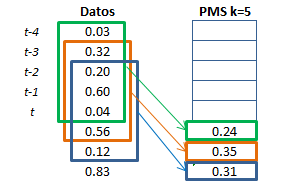 Datos PMS k=5
t-4 0.03
t-3 0.32
t-2 0.20
t-1 0.60
t 0.04
0.56 0.24
0.12 0.35
0.83 0.31